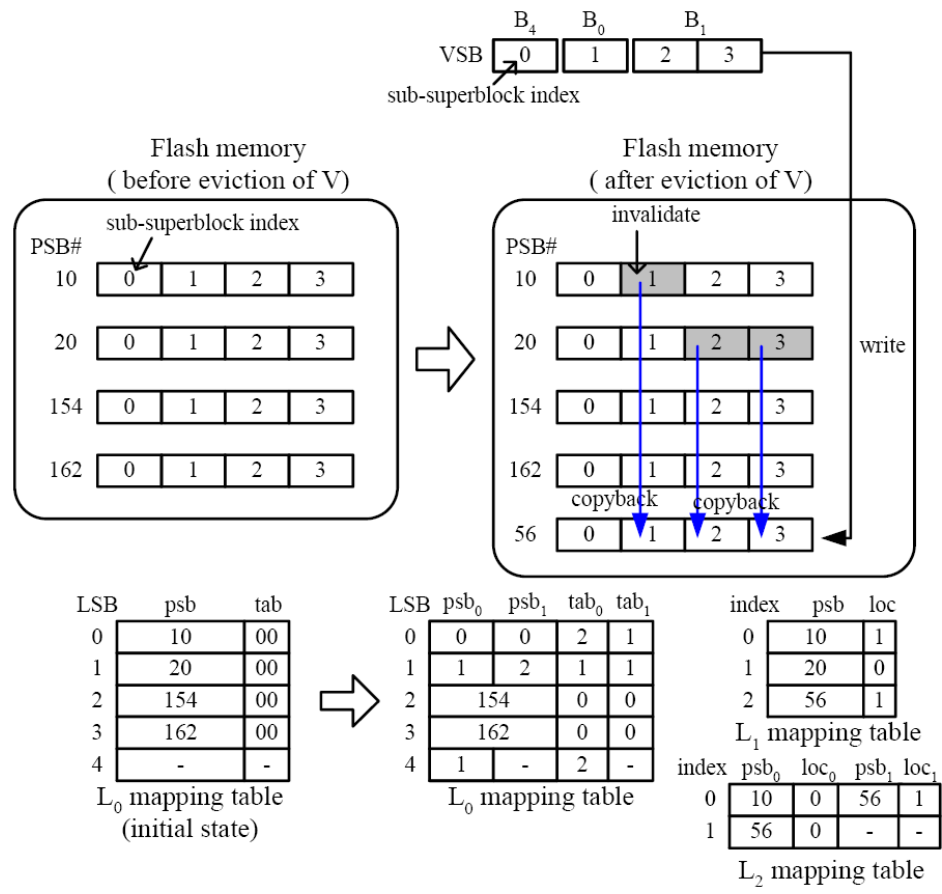 B₄ B₀ B₁
VSB 0 1 2 3
sub-superblock index
Flash memory
( before eviction of V)
Flash memory
( after eviction of V)
sub-superblock index
PSB#
10 0 1 2 3
20 0 1 2 3
154 0 1 2 3
162 0 1 2 3
invalidate
PSB#
10 0 1 2 3
20 0 1 2 3
write
154 0 1 2 3
162 0 1 2 3
copyback copyback
56 0 1 2 3
LSB psb tab
0 10 00
1 20 00
2 154 00
3 162 00
4 - -
L₀ mapping table
(initial state)
LSB psb₀ psb₁ tab₀ tab₁
0 0 0 2 1
1 1 2 1 1
2 154 0 0
3 162 0 0
4 1 - 2 -
L₀ mapping table
index psb loc
0 10 1
1 20 0
2 56 1
L₁ mapping table
index psb₀ loc₀ psb₁ loc₁
0 10 0 56 1
1 56 0 - -
L₂ mapping table